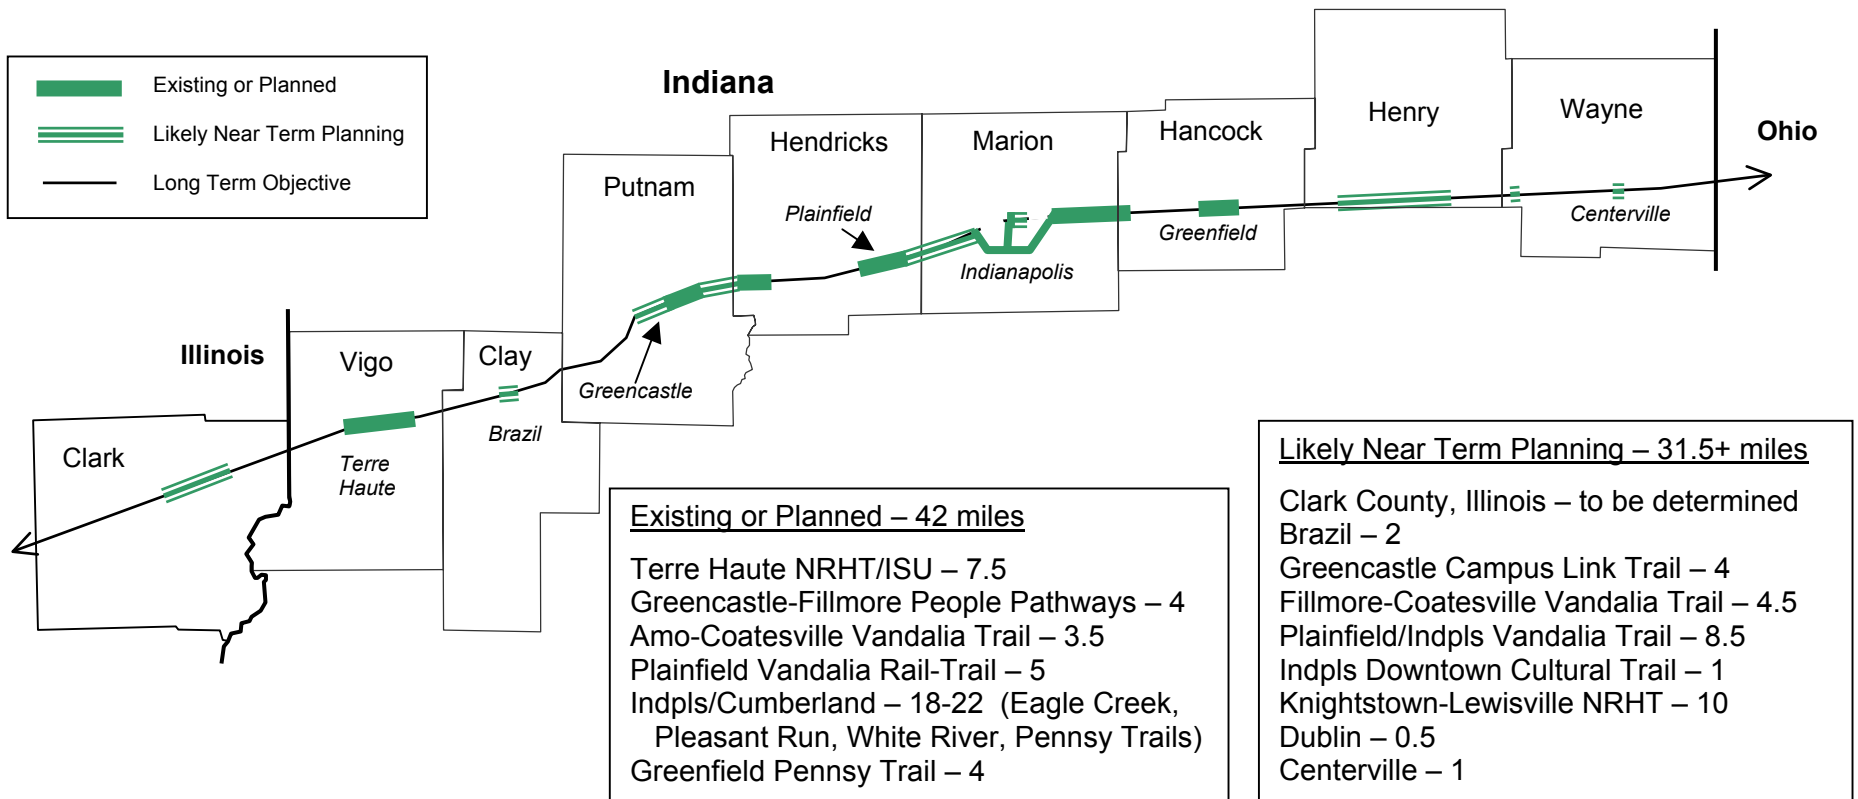 Existing or Planned
Likely Near Term Planning
Long Term Objective
Indiana
Ohio
Illinois
Clark
Vigo
Clay
Putnam
Hendricks
Marion
Hancock
Henry
Wayne
Terre
Haute
Brazil
Greencastle
Plainfield
Indianapolis
Greenfield
Centerville
Existing or Planned – 42 miles
Terre Haute NRHT/ISU – 7.5
Greencastle-Fillmore People Pathways – 4
Amo-Coatesville Vandalia Trail – 3.5
Plainfield Vandalia Rail-Trail – 5
Indpls/Cumberland – 18-22 (Eagle Creek,
Pleasant Run, White River, Pennsy Trails)
Greenfield Pennsy Trail – 4
Likely Near Term Planning – 31.5+ miles
Clark County, Illinois – to be determined
Brazil – 2
Greencastle Campus Link Trail – 4
Fillmore-Coatesville Vandalia Trail – 4.5
Plainfield/Indpls Vandalia Trail – 8.5
Indpls Downtown Cultural Trail – 1
Knightstown-Lewisville NRHT – 10
Dublin – 0.5
Centerville – 1